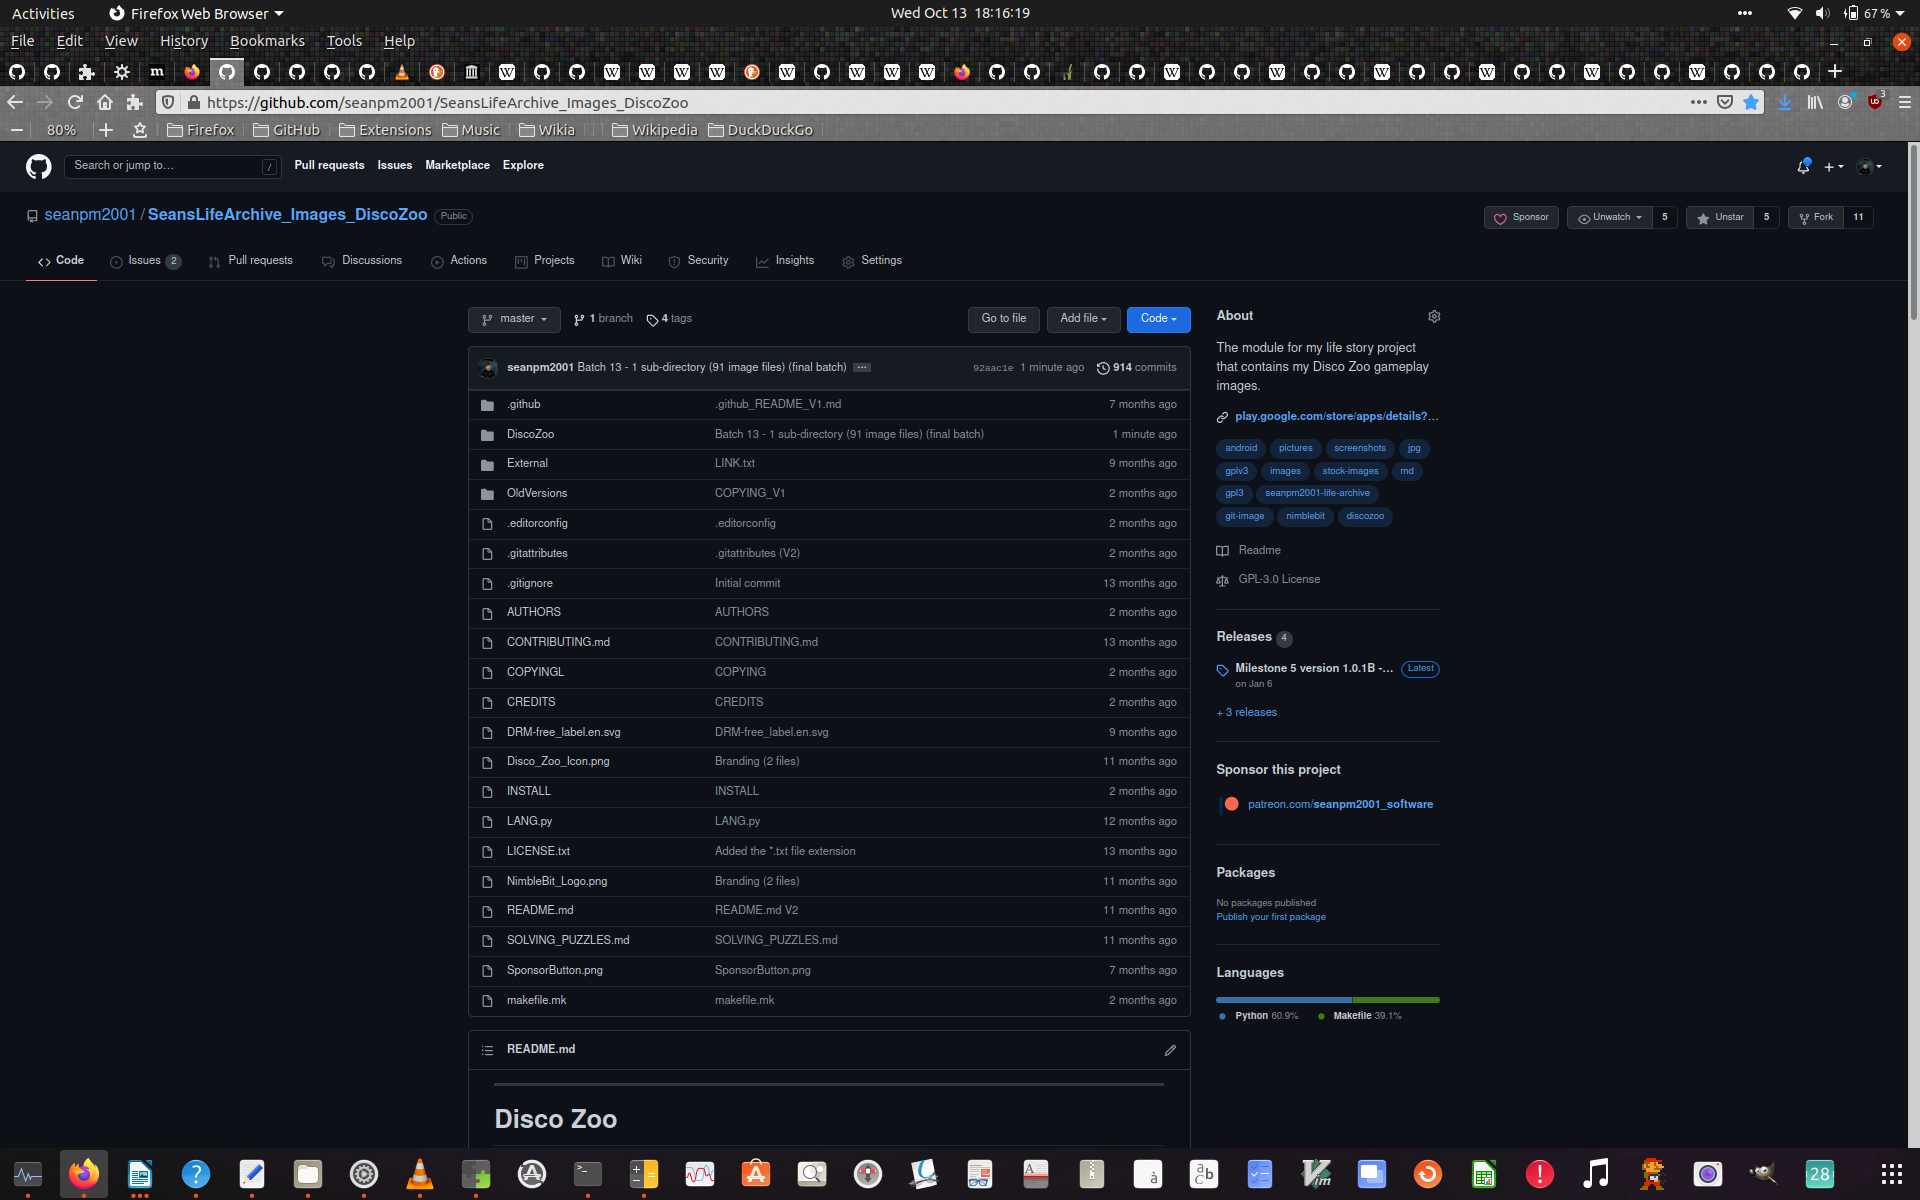 Activities Firefox Web Browser Wed Oct 13 18:16:19 67 %
File Edit View History Bookmarks Tools Help
https://github.com/seanpm2001/SeansLifeArchive_Images_DiscoZoo 3
80% Firefox GitHub Extensions Music Wikia Wikipedia DuckDuckGo
Search or jump to… / Pull requests Issues Marketplace Explore
seanpm2001 / SeansLifeArchive_Images_DiscoZoo Public Sponsor Unwatch 5 Unstar 5 Fork 11
Code Issues 2 Pull requests Discussions Actions Projects Wiki Security Insights Settings
master 1 branch 4 tags Go to file Add file Code
seanpm2001 Batch 13 - 1 sub-directory (91 image files) (final batch) ... 92aac1e 1 minute ago 914 commits
.github .github_README_V1.md 7 months ago
DiscoZoo Batch 13 - 1 sub-directory (91 image files) (final batch) 1 minute ago
External LINK.txt 9 months ago
OldVersions COPYING_V1 2 months ago
.editorconfig .editorconfig 2 months ago
.gitattributes .gitattributes (V2) 2 months ago
.gitignore Initial commit 13 months ago
AUTHORS AUTHORS 2 months ago
CONTRIBUTING.md CONTRIBUTING.md 13 months ago
COPYINGL COPYING 2 months ago
CREDITS CREDITS 2 months ago
DRM-free_label.en.svg DRM-free_label.en.svg 9 months ago
Disco_Zoo_Icon.png Branding (2 files) 11 months ago
INSTALL INSTALL 2 months ago
LANG.py LANG.py 12 months ago
LICENSE.txt Added the *.txt file extension 13 months ago
NimbleBit_Logo.png Branding (2 files) 11 months ago
README.md README.md V2 11 months ago
SOLVING_PUZZLES.md SOLVING_PUZZLES.md 11 months ago
SponsorButton.png SponsorButton.png 7 months ago
makefile.mk makefile.mk 2 months ago
README.md
Disco Zoo
About
The module for my life story project
that contains my Disco Zoo gameplay
images.
play.google.com/store/apps/details?…
android pictures screenshots jpg
gplv3 images stock-images md
gpl3 seanpm2001-life-archive
git-image nimblebit discozoo
Readme
GPL-3.0 License
Releases 4
Milestone 5 version 1.0.1B -… Latest
on Jan 6
+ 3 releases
Sponsor this project
patreon.com/seanpm2001_software
Packages
No packages published
Publish your first package
Languages
Python 60.9% Makefile 39.1%
28